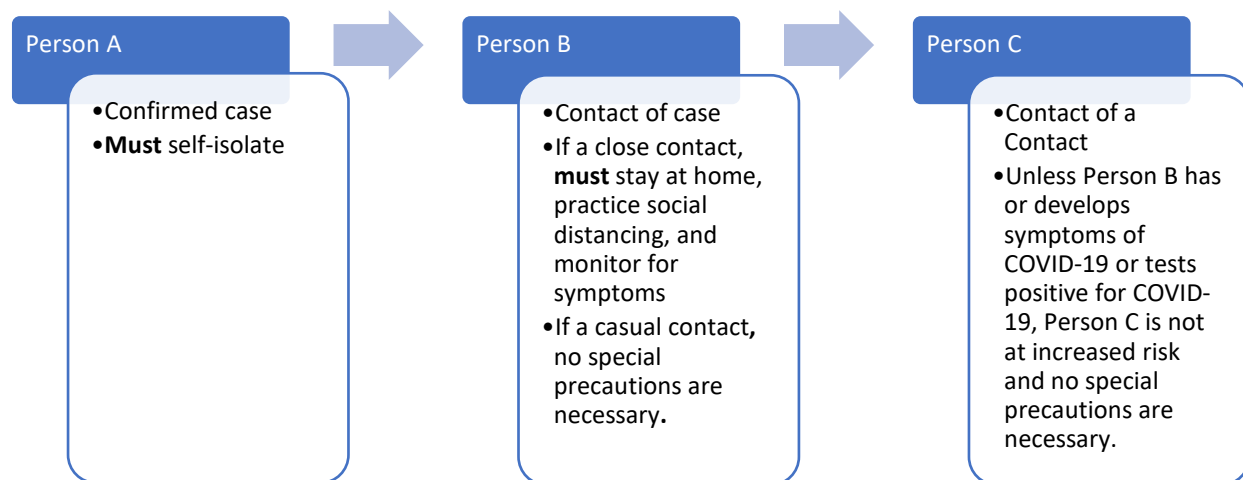 Person A
•Confirmed case
•Must self-isolate
Person B
•Contact of case
•If a close contact,
must stay at home,
practice social
distancing, and
monitor for
symptoms
•If a casual contact,
no special
precautions are
necessary.
Person C
•Contact of a
Contact
•Unless Person B has
or develops
symptoms of
COVID-19 or tests
positive for COVID-
19, Person C is not
at increased risk
and no special
precautions are
necessary.